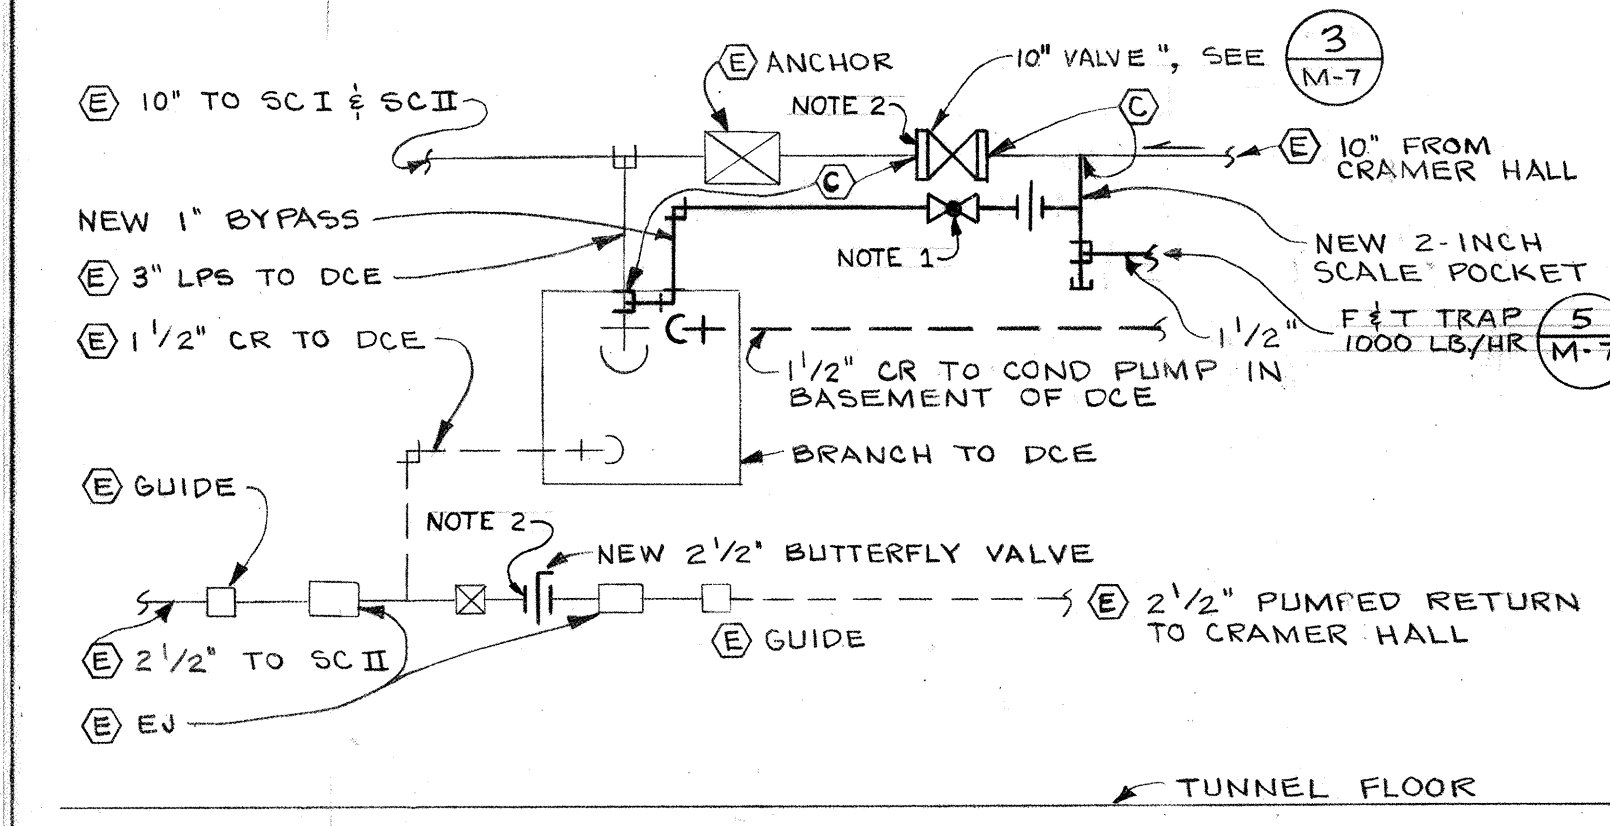 E ANCHOR
10" VALVE ", SEE
3
M-7
E 10" TO SC I & SC II
NOTE 2
C
E 10" FROM
CRAMER HALL
C
NEW 1" BYPASS
NOTE 1
NEW 2-INCH
SCALE POCKET
E 3" LPS TO DCE
F & T TRAP
1000 LB/HR
5
M-7
E 1 1/2" CR TO DCE
1 1/2"
1 1/2" CR TO COND PUMP IN
BASEMENT OF DCE
BRANCH TO DCE
E GUIDE
NOTE 2
NEW 2 1/2" BUTTERFLY VALVE
E 2 1/2" PUMPED RETURN
TO CRAMER HALL
E GUIDE
E 2 1/2" TO SC II
E EJ
TUNNEL FLOOR